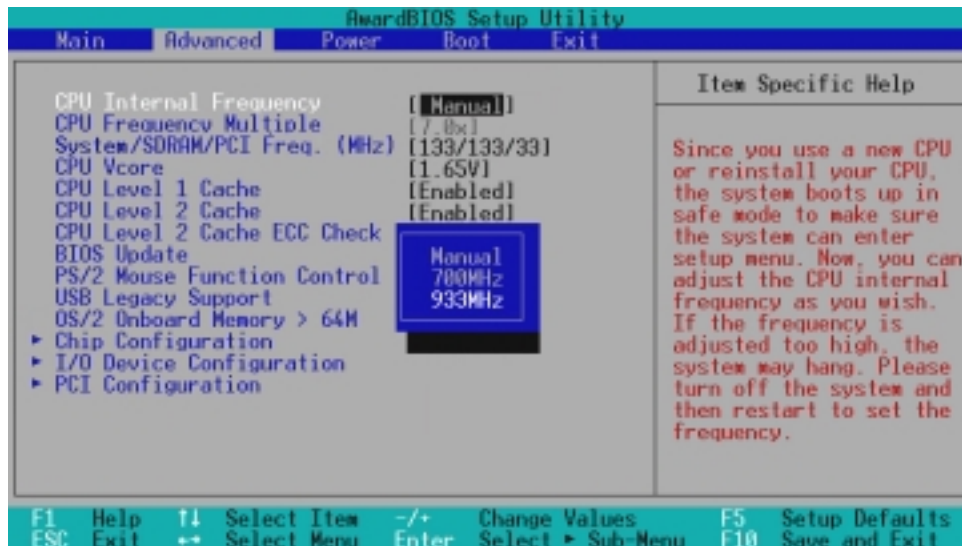 AwardBIOS Setup Utility
Main Advanced Power Boot Exit
Item Specific Help
CPU Internal Frequency [ Manual]
CPU Frequency Multiple [7.0x]
System/SDRAM/PCI Freq. (MHz) [133/133/33]
CPU Vcore [1.65V]
CPU Level 1 Cache [Enabled]
CPU Level 2 Cache [Enabled]
CPU Level 2 Cache ECC Check
BIOS Update
PS/2 Mouse Function Control
USB Legacy Support
OS/2 Onboard Memory > 64M
► Chip Configuration
► I/O Device Configuration
► PCI Configuration
Manual
700MHz
933MHz
Since you use a new CPU
or reinstall your CPU,
the system boots up in
safe mode to make sure
the system can enter
setup menu. Now, you can
adjust the CPU internal
frequency as you wish.
If the frequency is
adjusted too high, the
system may hang. Please
turn off the system and
then restart to set the
frequency.
F1 Help ↑↓ Select Item -/+ Change Values F5 Setup Defaults
ESC Exit ←→ Select Menu Enter Select ► Sub-Menu F10 Save and Exit